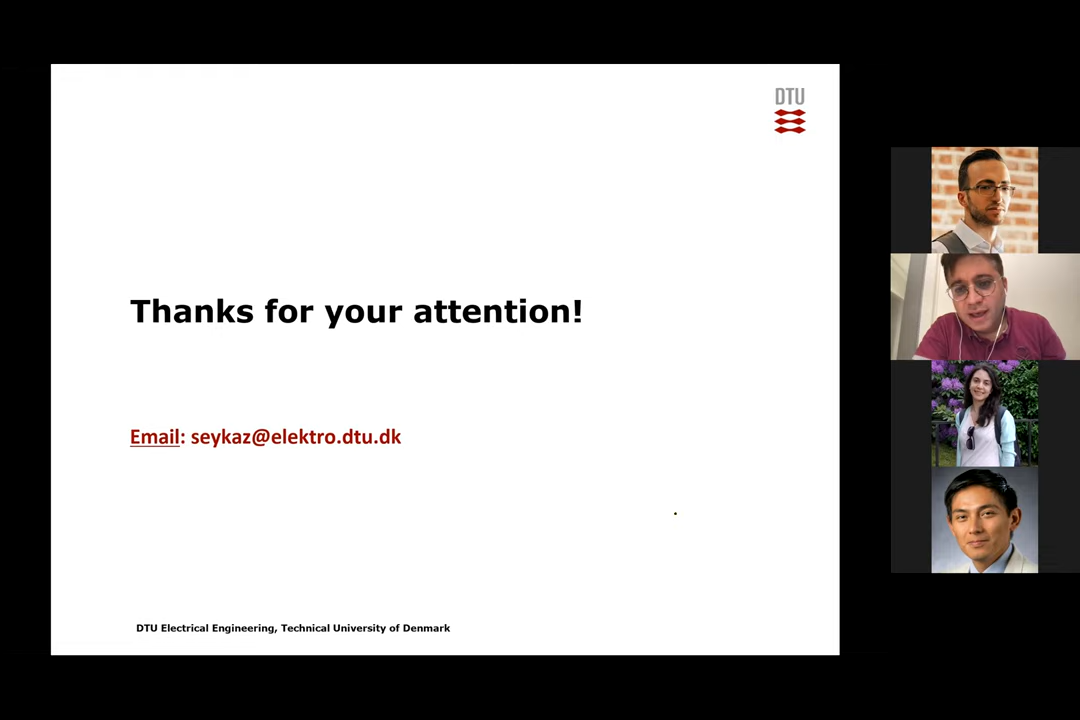 DTU
Thanks for your attention!
Email: seykaz@elektro.dtu.dk
DTU Electrical Engineering, Technical University of Denmark